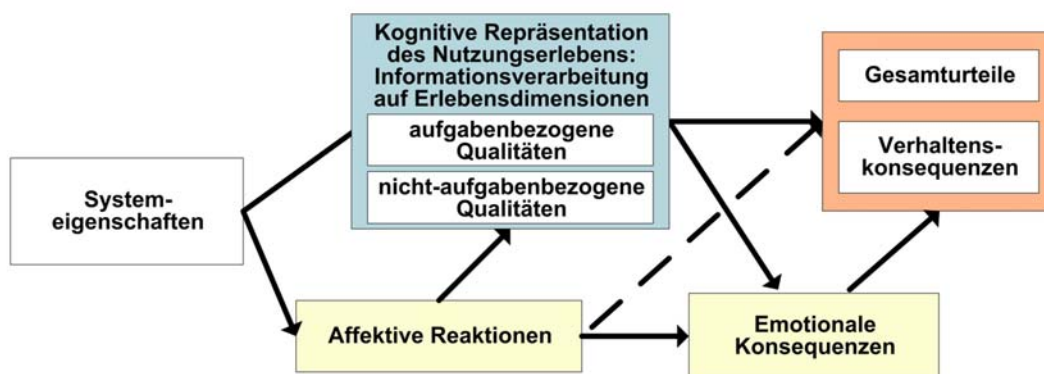 System-
eigenschaften
Kognitive Repräsentation
des Nutzungserlebens:
Informationsverarbeitung
auf Erlebensdimensionen
aufgabenbezogene
Qualitäten
nicht-aufgabenbezogene
Qualitäten
Affektive Reaktionen
Emotionale
Konsequenzen
Gesamturteile
Verhaltens-
konsequenzen